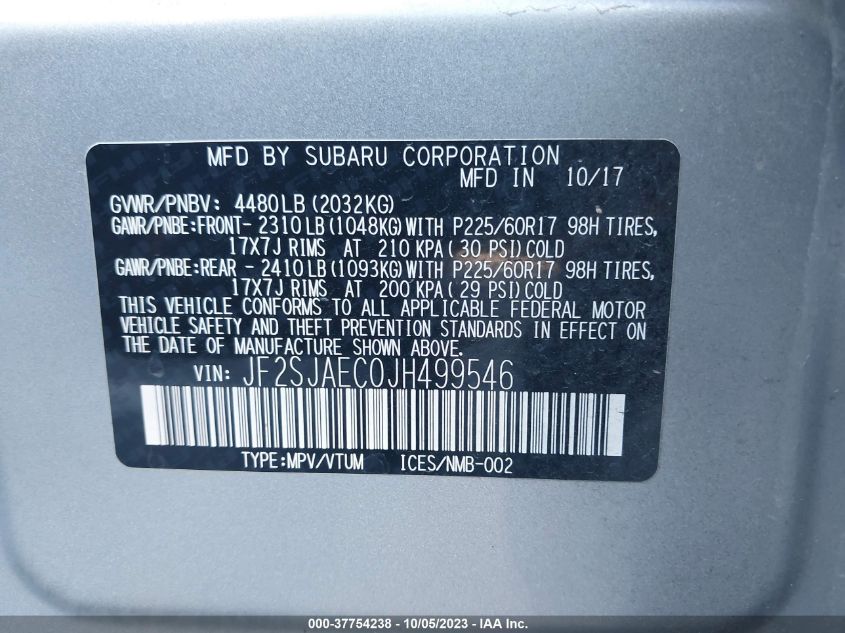 MFD BY SUBARU CORPORATION
MFD IN 10/17
GVWR/PNBV: 4480LB(2032KG)
GAWR/PNBE:FRONT- 2310LB(1048KG)WITH P225/60R17 98H TIRES,
17X7J RIMS AT 210 KPA( 30 PSI)COLD
GAWR/PNBE:REAR - 2410LB(1093KG)WITH P225/60R17 98H TIRES,
17X7J RIMS AT 200 KPA( 29 PSI)COLD
THIS VEHICLE CONFORMS TO ALL APPLICABLE FEDERAL MOTOR
VEHICLE SAFETY AND THEFT PREVENTION STANDARDS IN EFFECT ON
THE DATE OF MANUFACTURE SHOWN ABOVE.
VIN: JF2SJAEC0JH499546
TYPE:MPV/VTUM ICES/NMB-002
000-37754238 - 10/05/2023 - IAA Inc.